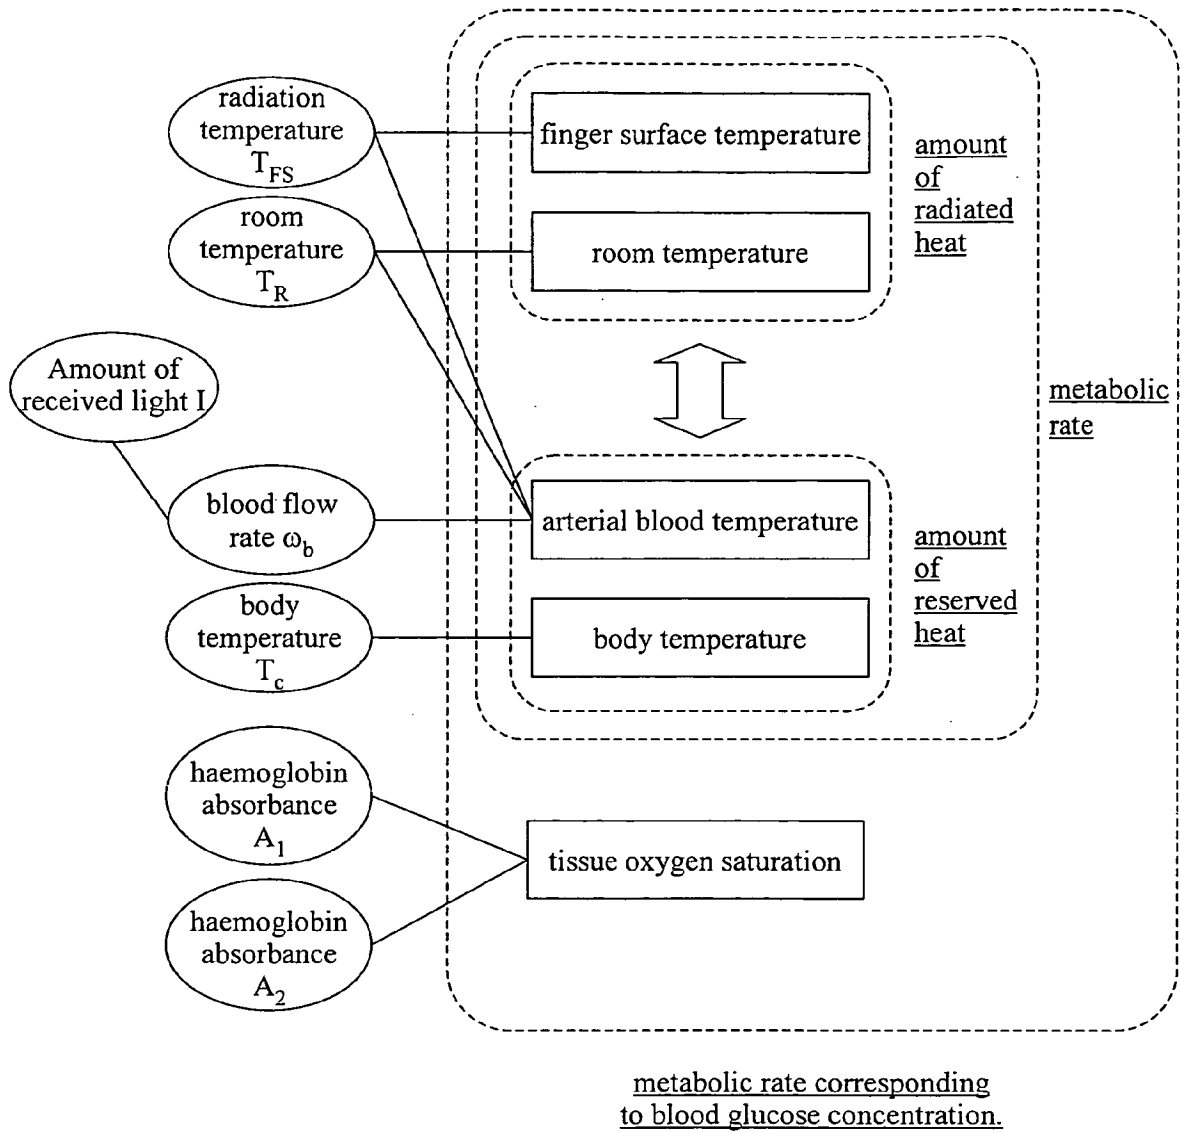 radiation
temperature
T_FS
finger surface temperature
amount
of
radiated
heat
room
temperature
T_R
room temperature
Amount of
received light I
metabolic
rate
blood flow
rate ω_b
arterial blood temperature
amount
of
reserved
heat
body
temperature
T_c
body temperature
haemoglobin
absorbance
A_1
tissue oxygen saturation
haemoglobin
absorbance
A_2
metabolic rate corresponding
to blood glucose concentration.